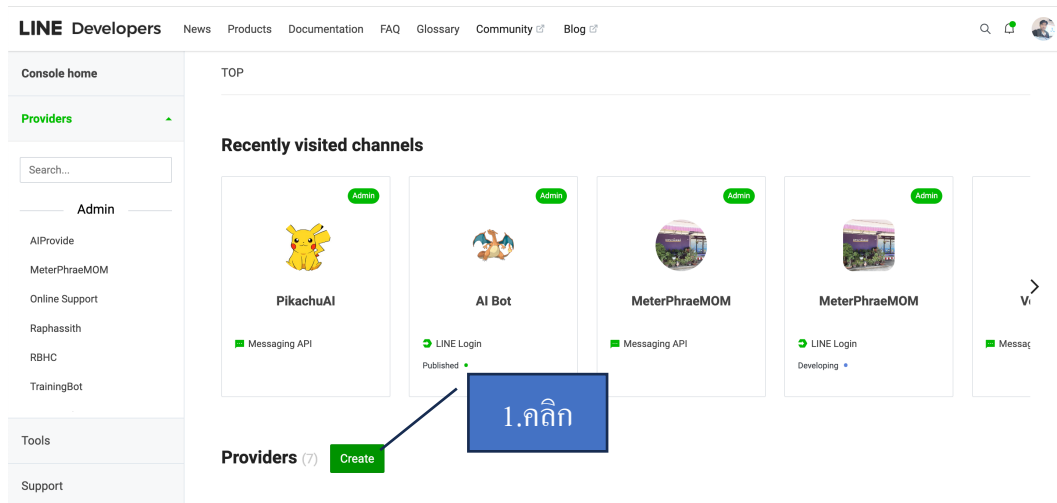 LINE Developers News Products Documentation FAQ Glossary Community Blog
Console home
TOP
Providers
Recently visited channels
Search...
Admin
AIProvide
MeterPhraeMOM
Online Support
Raphassith
RBHC
TrainingBot
Admin
PikachuAI
Messaging API
Admin
AI Bot
LINE Login
Published
Admin
MeterPhraeMOM
Messaging API
Admin
MeterPhraeMOM
LINE Login
Developing
Messag
1.คลิก
Providers (7) Create
Tools
Support